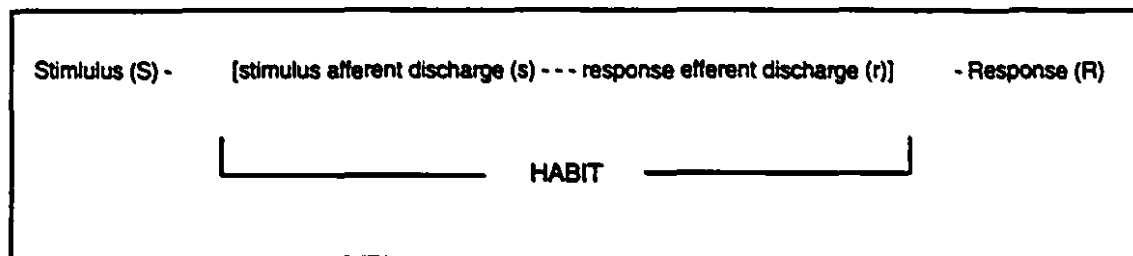 Stimlulus (S) - [stimulus afferent discharge (s) - - - response efferent discharge (r)] - Response (R)
HABIT